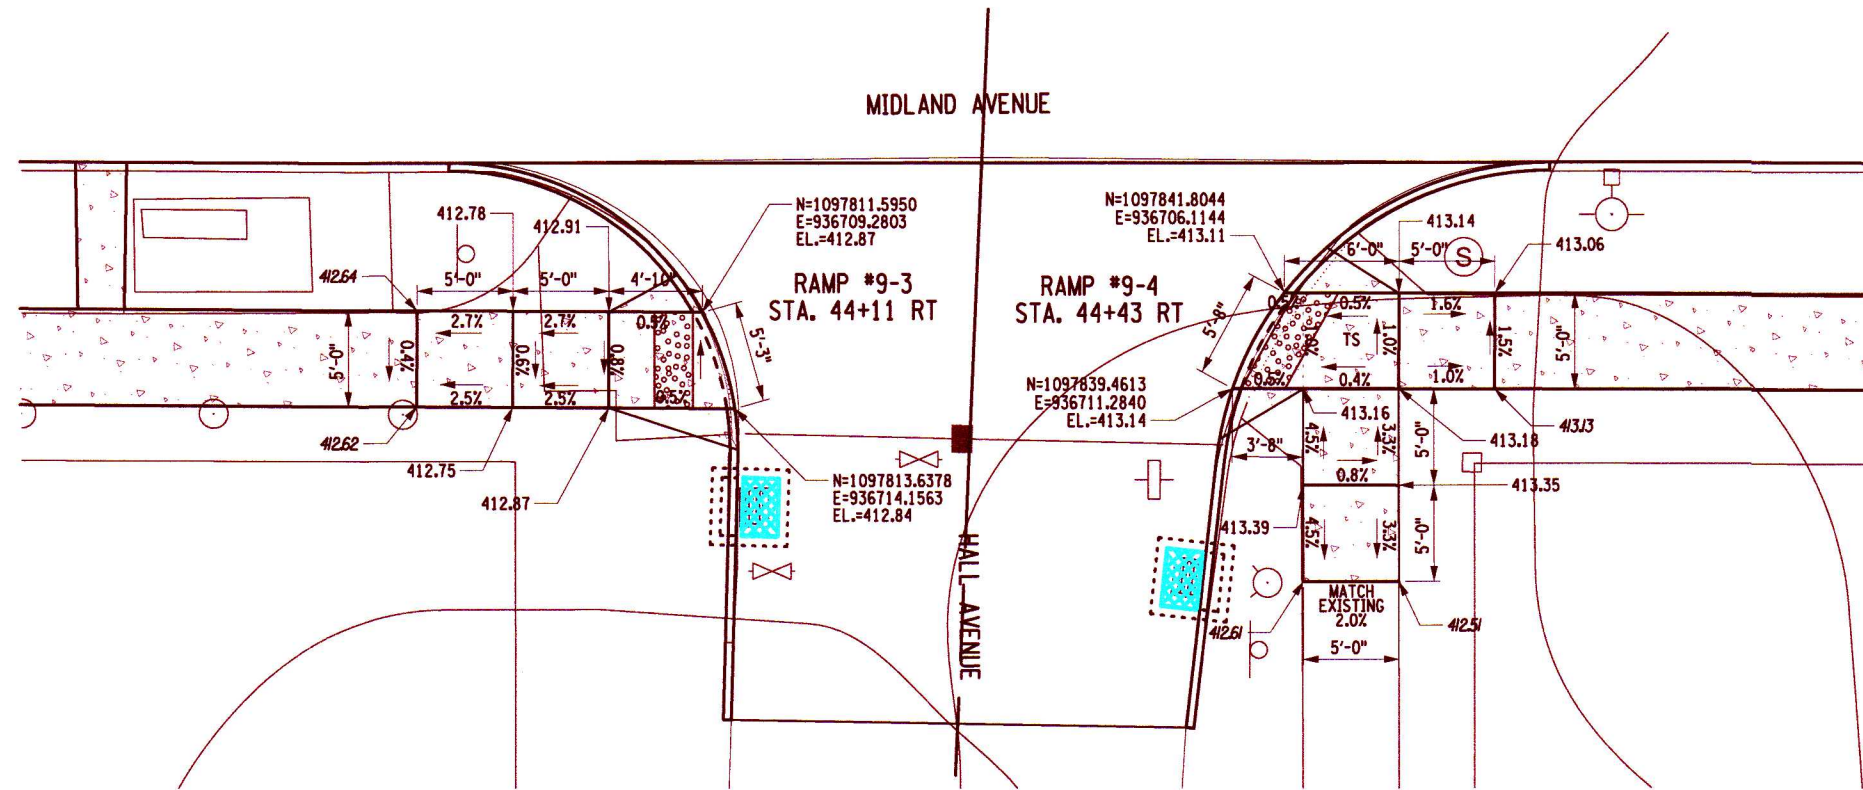 MIDLAND AVENUE
N=1097811.5950
E=936709.2803
EL.=412.87
RAMP #9-3
STA. 44+11 RT
N=1097841.8044
E=936706.1144
EL.=413.11
RAMP #9-4
STA. 44+43 RT
412.78
412.91
412.64
5'-0"
5'-0"
4'-10"
2.7%
2.7%
0.5%
5'-3"
5'-0"
0.4%
0.6%
0.8%
2.5%
2.5%
0.5%
412.62
412.75
412.87
N=1097813.6378
E=936714.1563
EL.=412.84
HALL AVENUE
413.14
413.06
6'-0"
5'-0"
S
5'-8"
0.5%
0.5%
1.6%
TS
1.0%
1.5%
5'-0"
0.5%
0.4%
1.0%
N=1097839.4613
E=936711.2840
EL.=413.14
413.16
413.18
413.13
3'-8"
4.5%
3.3%
5'-0"
0.8%
413.35
413.39
4.5%
3.3%
5'-0"
MATCH
EXISTING
2.0%
412.61
412.51
5'-0"